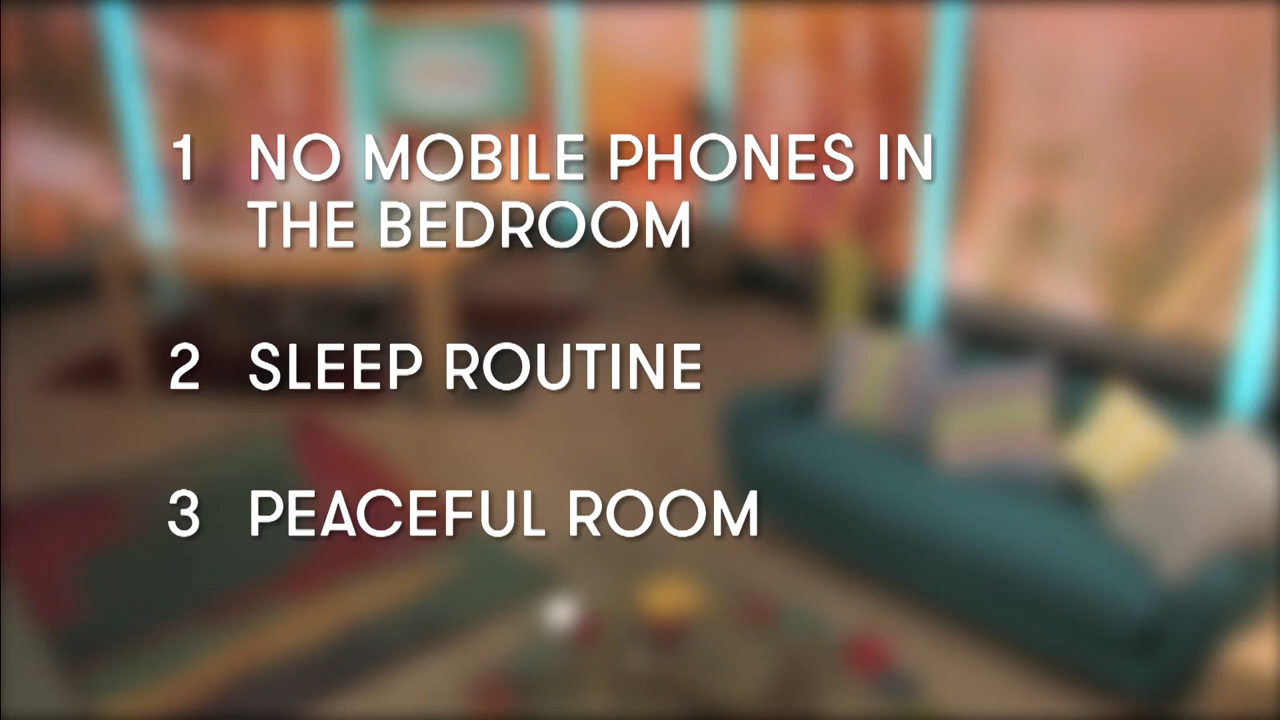 1 NO MOBILE PHONES IN
THE BEDROOM
2 SLEEP ROUTINE
3 PEACEFUL ROOM